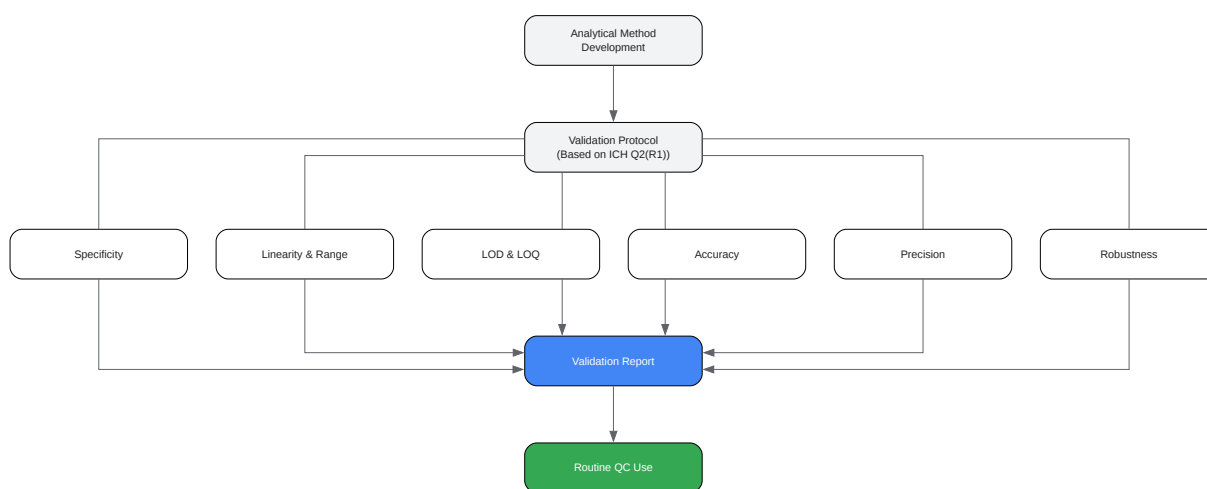 Analytical Method
Development
Validation Protocol
(Based on ICH Q2(R1))
Specificity
Linearity & Range
LOD & LOQ
Accuracy
Precision
Robustness
Validation Report
Routine QC Use